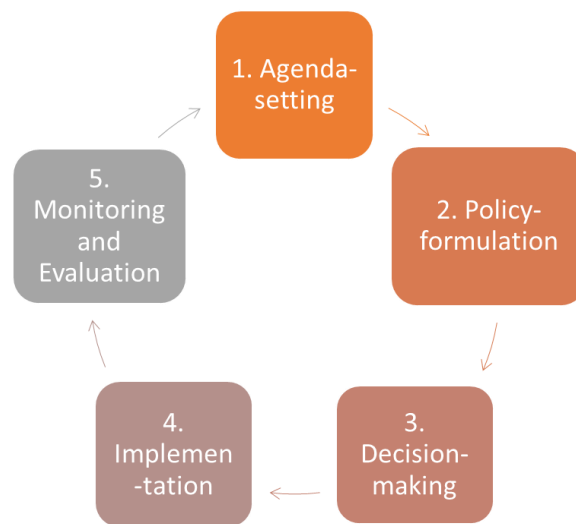 1. Agenda-
setting
2. Policy-
formulation
3.
Decision-
making
4.
Implemen
-tation
5.
Monitoring
and
Evaluation